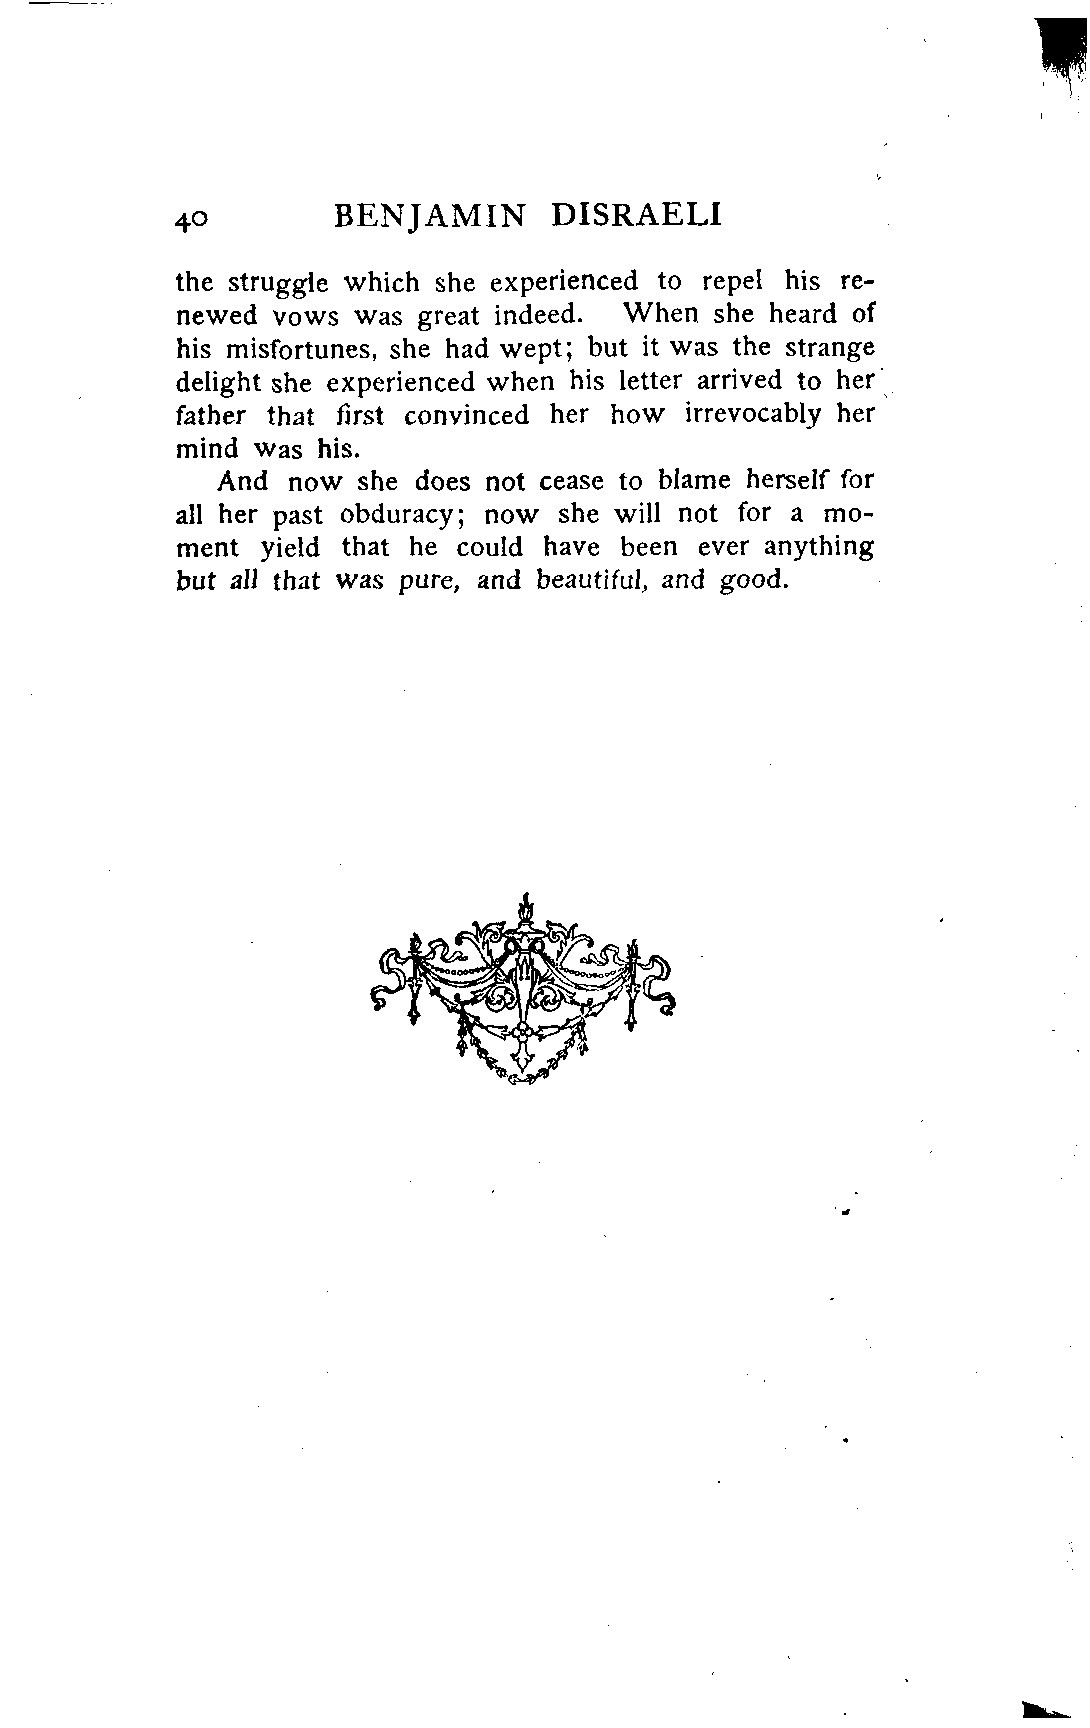 40 BENJAMIN DISRAELI
the struggle which she experienced to repel his re-
newed vows was great indeed. When she heard of
his misfortunes, she had wept; but it was the strange
delight she experienced when his letter arrived to her
father that first convinced her how irrevocably her
mind was his.
And now she does not cease to blame herself for
all her past obduracy; now she will not for a mo-
ment yield that he could have been ever anything
but all that was pure, and beautiful, and good.